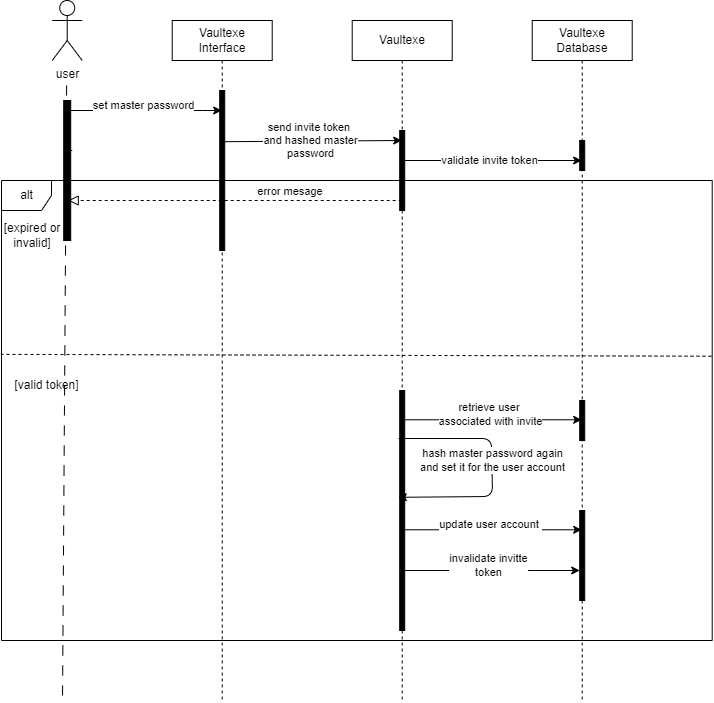 Vaultexe
Interface
Vaultexe
Vaultexe
Database
user
set master password
send invite token
and hashed master
password
validate invite token
alt
error mesage
[expired or
invalid]
[valid token]
retrieve user
associated with invite
hash master password again
and set it for the user account
update user account
invalidate invitte
token